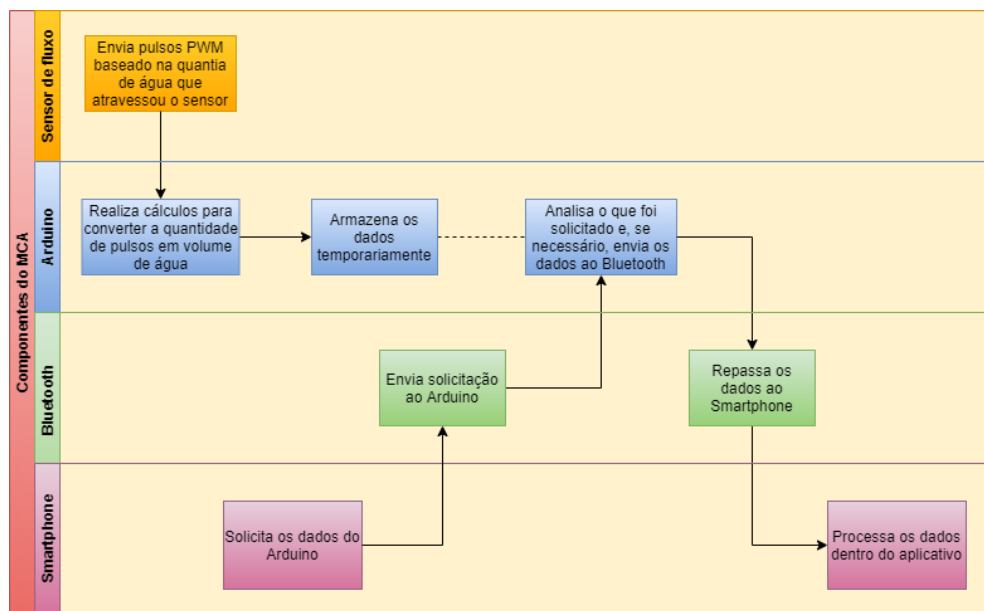 Componentes do MCA
Sensor de fluxo
Envia pulsos PWM
baseado na quantia
de água que
atravessou o sensor
Arduino
Realiza cálculos para
converter a quantidade
de pulsos em volume
de água
Armazena os
dados
temporariamente
Analisa o que foi
solicitado e, se
necessário, envia os
dados ao Bluetooth
Bluetooth
Envia solicitação
ao Arduino
Repassa os
dados ao
Smartphone
Smartphone
Solicita os dados do
Arduino
Processa os dados
dentro do aplicativo